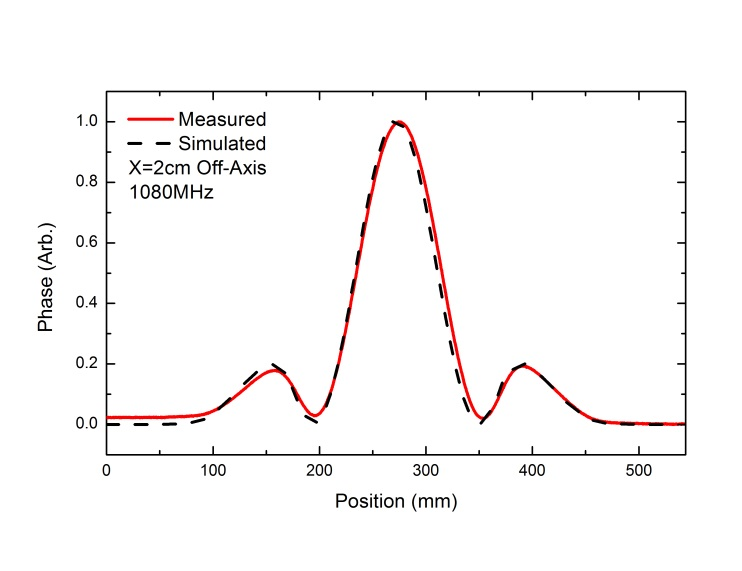 Measured
Simulated
X=2cm Off-Axis
1080MHz
1.0
0.8
0.6
0.4
0.2
0.0
Phase (Arb.)
0 100 200 300 400 500
Position (mm)